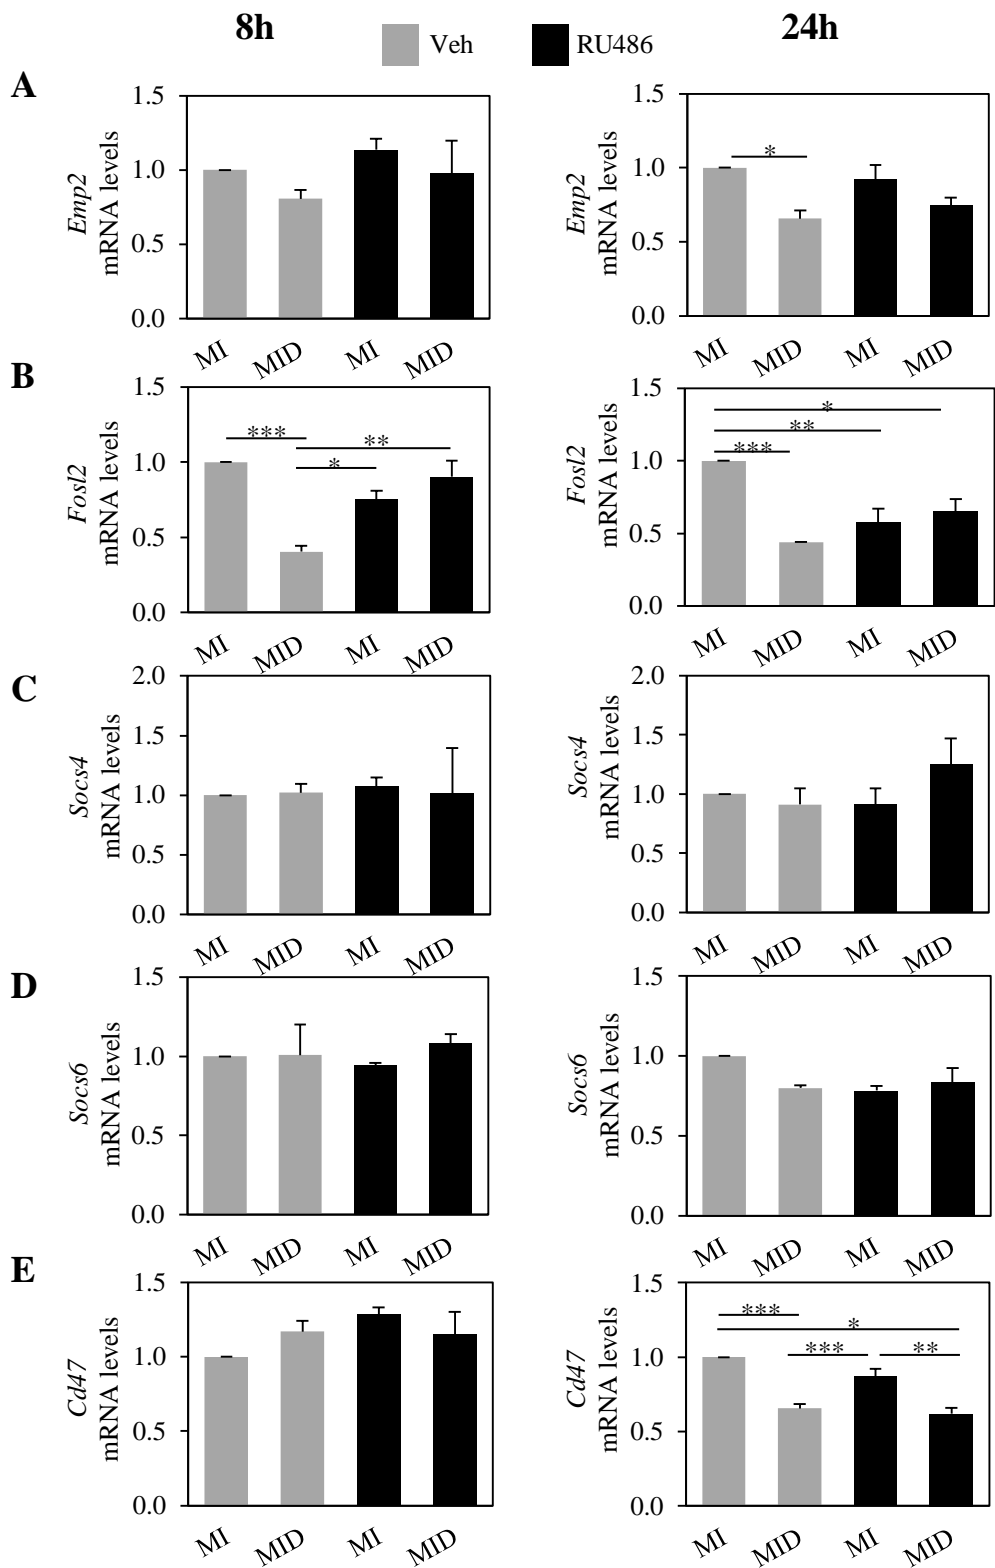 8h
Veh
RU486
24h
A
Emp2
mRNA levels
1.5
1.0
0.5
0.0
MI
MID
MI
MID
Emp2
mRNA levels
1.5
1.0
0.5
0.0
*
MI
MID
MI
MID
B
Fosl2
mRNA levels
1.5
1.0
0.5
0.0
***
**
*
MI
MID
MI
MID
Fosl2
mRNA levels
1.5
1.0
0.5
0.0
*
**
***
MI
MID
MI
MID
C
Socs4
mRNA levels
2.0
1.5
1.0
0.5
0.0
MI
MID
MI
MID
Socs4
mRNA levels
2.0
1.5
1.0
0.5
0.0
MI
MID
MI
MID
D
Socs6
mRNA levels
1.5
1.0
0.5
0.0
MI
MID
MI
MID
Socs6
mRNA levels
1.5
1.0
0.5
0.0
MI
MID
MI
MID
E
Cd47
mRNA levels
1.5
1.0
0.5
0.0
MI
MID
MI
MID
Cd47
mRNA levels
1.5
1.0
0.5
0.0
***
*
***
**
MI
MID
MI
MID